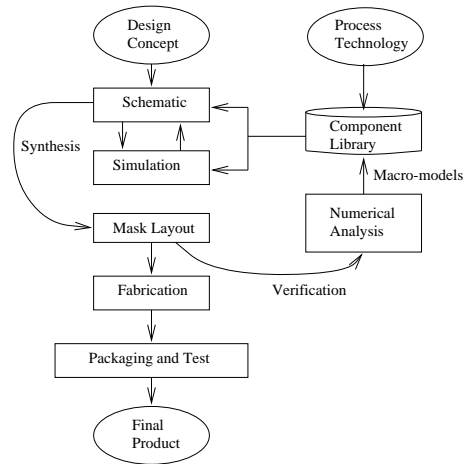 Design
Concept
Process
Technology
Schematic
Component
Library
Synthesis
Simulation
Macro-models
Numerical
Analysis
Mask Layout
Fabrication
Verification
Packaging and Test
Final
Product